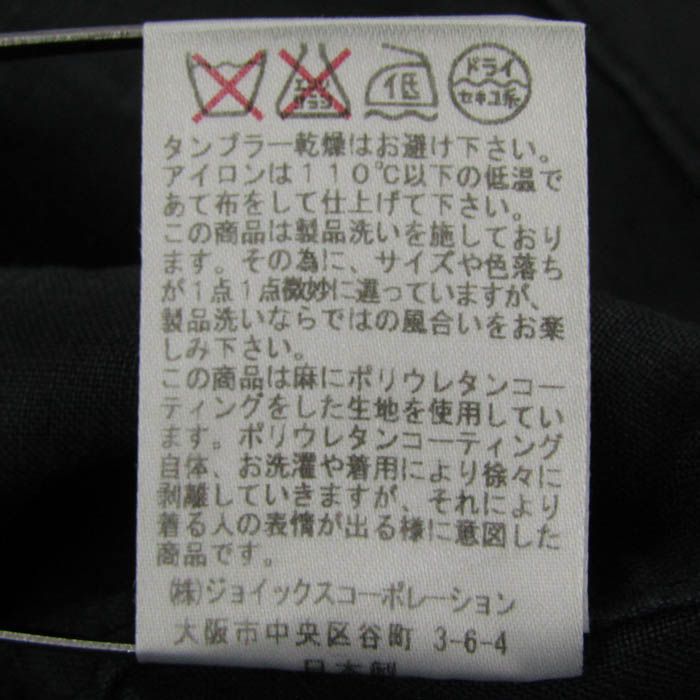 エンソ
サラシ
低
ドライ
セキユ系
タンブラー乾燥はお避け下さい。
アイロンは110℃以下の低温で
あて布をして仕上げて下さい。
この商品は製品洗いを施しており
ます。その為に、サイズや色落ち
が1点1点微妙に違っていますが、
製品洗いならではの風合いをお楽
しみ下さい。
この商品は麻にポリウレタンコー
ティングをした生地を使用してい
ます。ポリウレタンコーティング
自体、お洗濯や着用により徐々に
剥離していきますが、それにより
着る人の表情が出る様に意図した
商品です。
㈱ジョイックスコーポレーション
大阪市中央区谷町 3-6-4
日本製